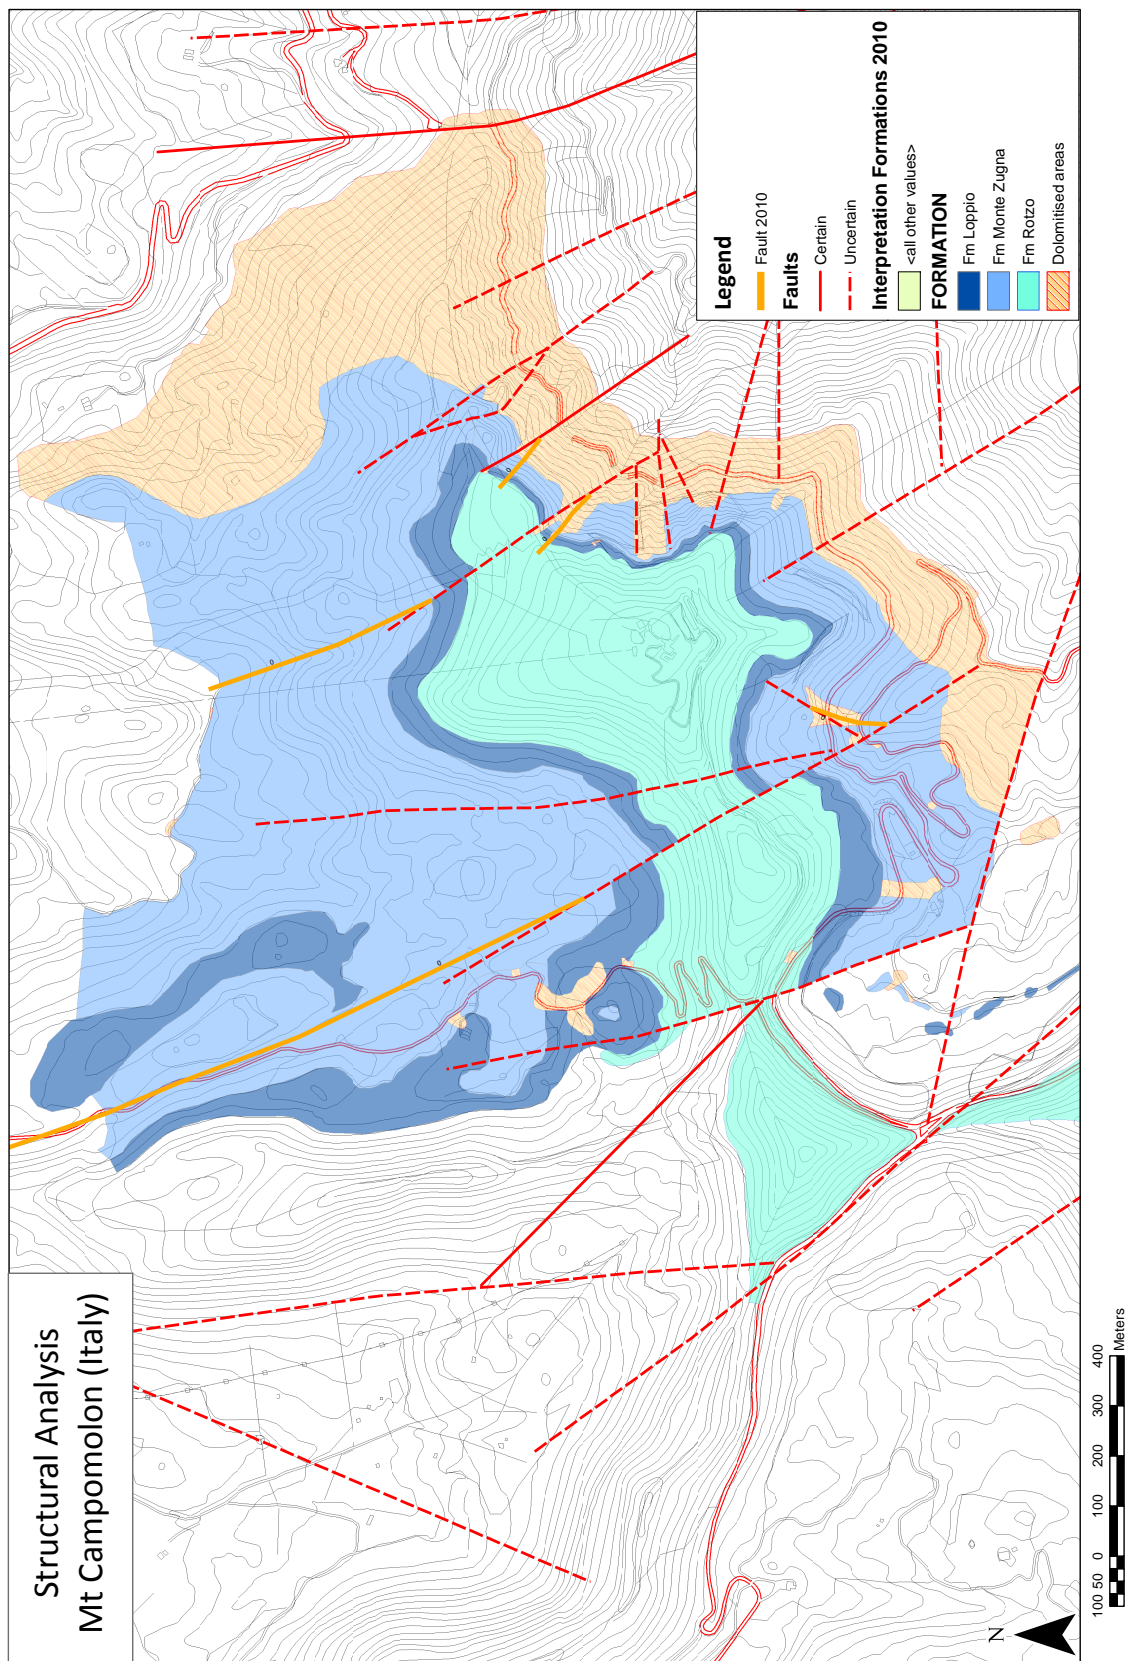 Structural Analysis
Mt Campomolon (Italy)
Legend
Fault 2010
Faults
Certain
Uncertain
Interpretation Formations 2010
<all other values>
FORMATION
Fm Loppio
Fm Monte Zugna
Fm Rotzo
Dolomitised areas
N
100 50 0 100 200 300 400
Meters